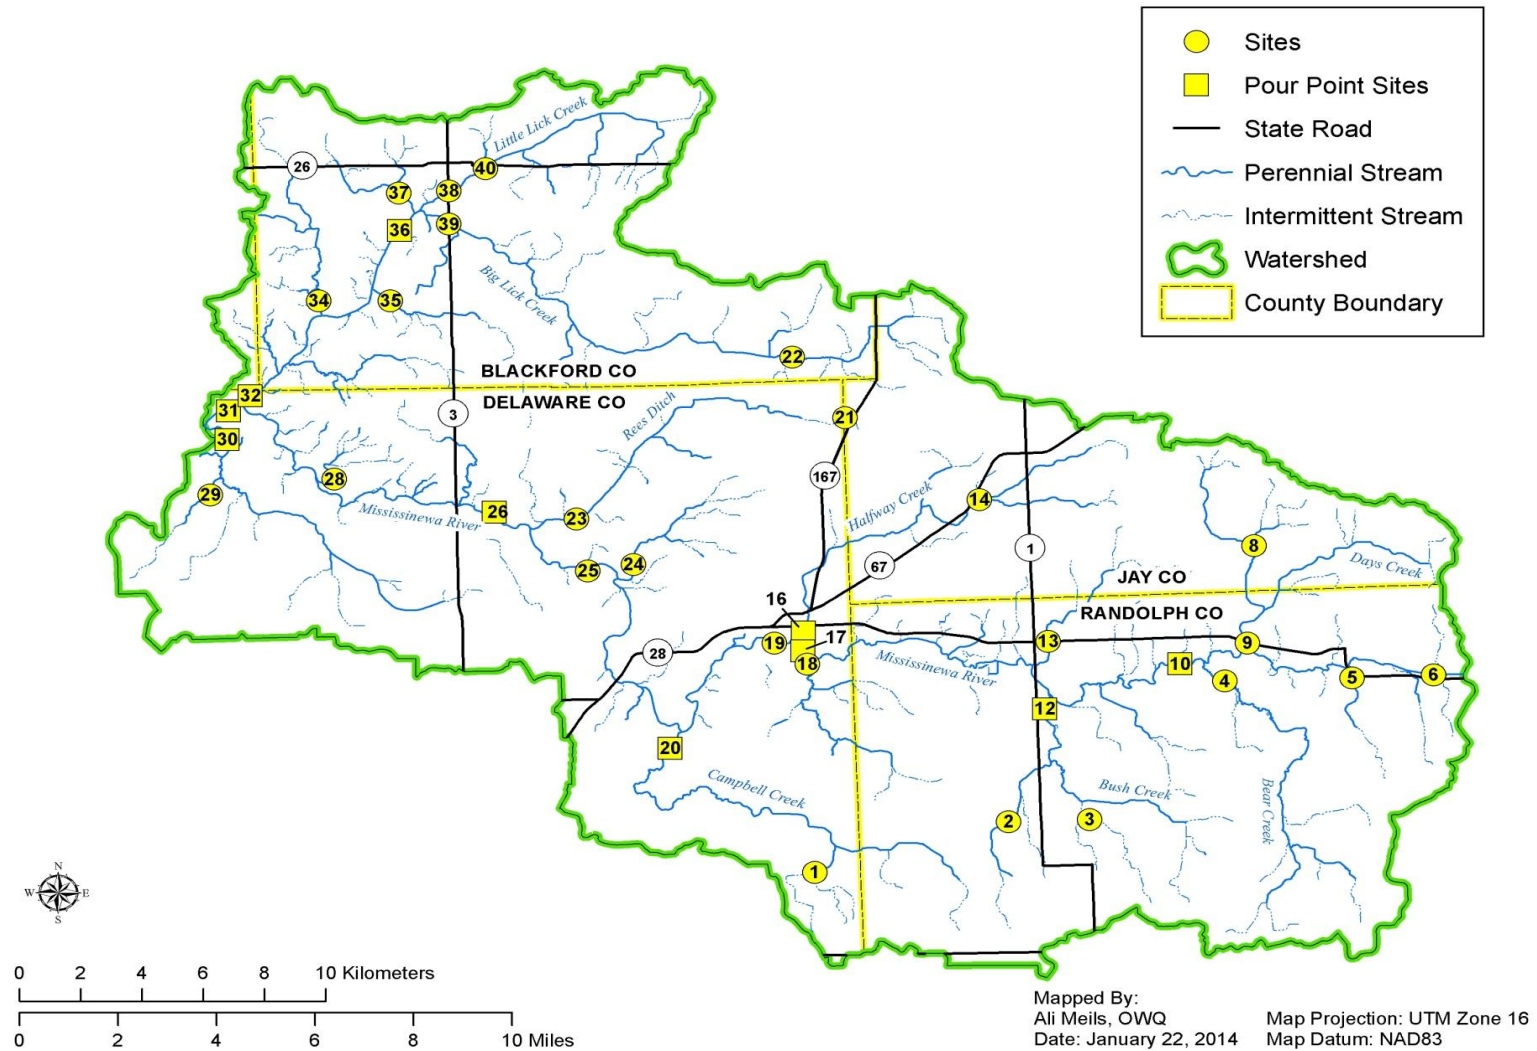 Sites
Pour Point Sites
State Road
Perennial Stream
Intermittent Stream
Watershed
County Boundary
Little Lick Creek
26
40
37
38
39
36
34
35
Big Lick Creek
22
BLACKFORD CO
DELAWARE CO
32
31
30
3
Rees Ditch
21
28
29
167
26
Mississinewa River
23
Halfway Creek
14
25
24
67
1
8
Days Creek
JAY CO
RANDOLPH CO
16
17
19
18
28
Mississinewa River
13
9
10
4
5
6
12
20
Campbell Creek
Bush Creek
Bear Creek
2
3
1
N
W
E
S
0 2 4 6 8 10 Kilometers
0 2 4 6 8 10 Miles
Mapped By:
Ali Meils, OWQ
Date: January 22, 2014
Map Projection: UTM Zone 16
Map Datum: NAD83